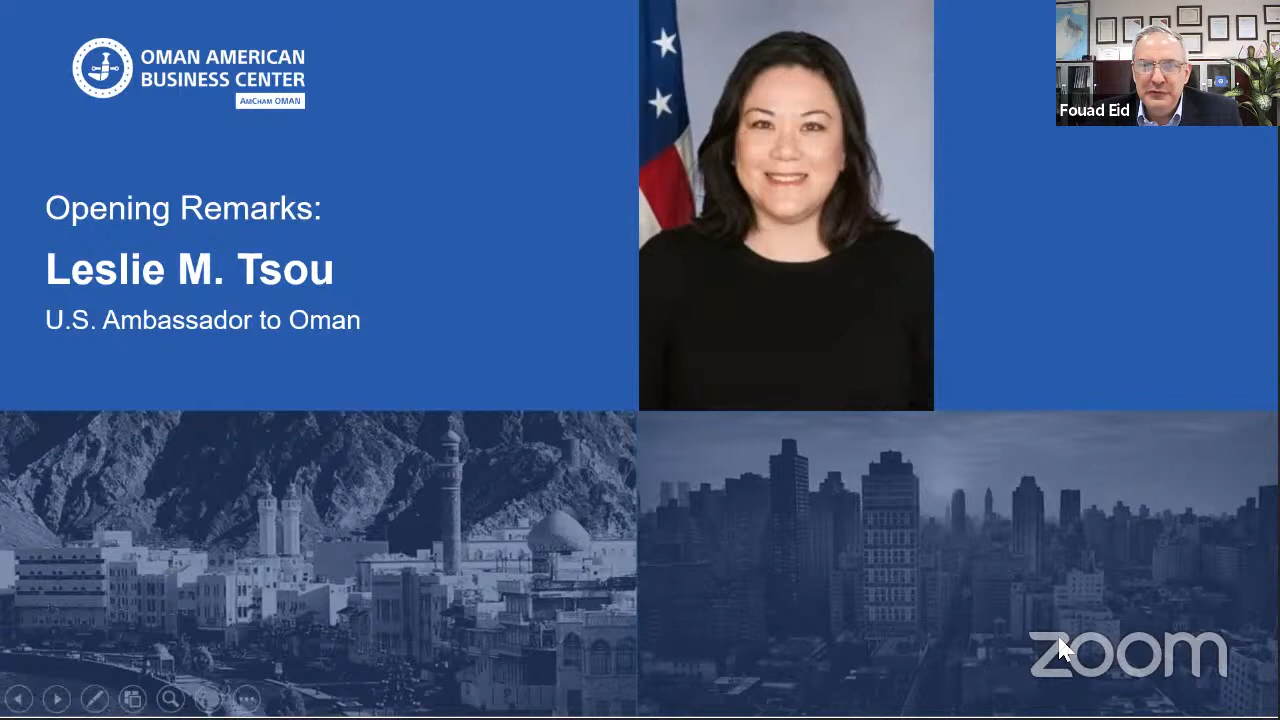 OMAN AMERICAN
BUSINESS CENTER
AMCHAM OMAN
Opening Remarks:
Leslie M. Tsou
U.S. Ambassador to Oman
Fouad Eid
zoom